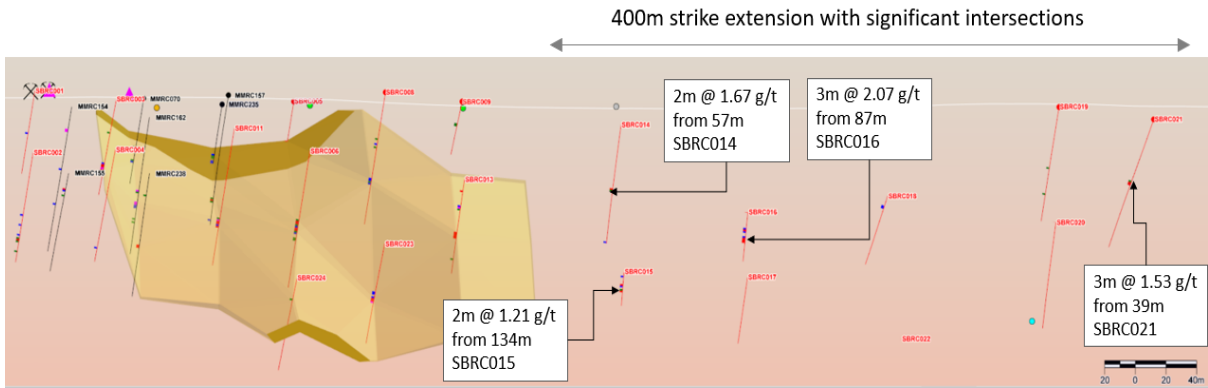 400m strike extension with significant intersections
SBRC001
MMRC154
SBRC003
MMRC070
MMRC162
MMRC157
MMRC235
SBRC011
SBRC005
SBRC008
SBRC009
SBRC014
2m @ 1.67 g/t
from 57m
SBRC014
3m @ 2.07 g/t
from 87m
SBRC016
SBRC019
SBRC021
SBRC002
MMRC155
SBRC004
MMRC238
SBRC006
SBRC012
SBRC018
SBRC016
SBRC020
SBRC023
SBRC024
SBRC015
SBRC017
2m @ 1.21 g/t
from 134m
SBRC015
3m @ 1.53 g/t
from 39m
SBRC021
SBRC022
20 0 20 40m